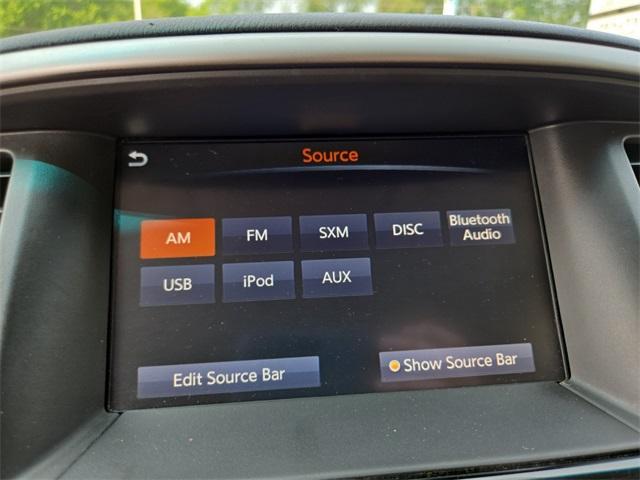 Source
AM
FM
SXM
DISC
Bluetooth
Audio
USB
iPod
AUX
Edit Source Bar
Show Source Bar